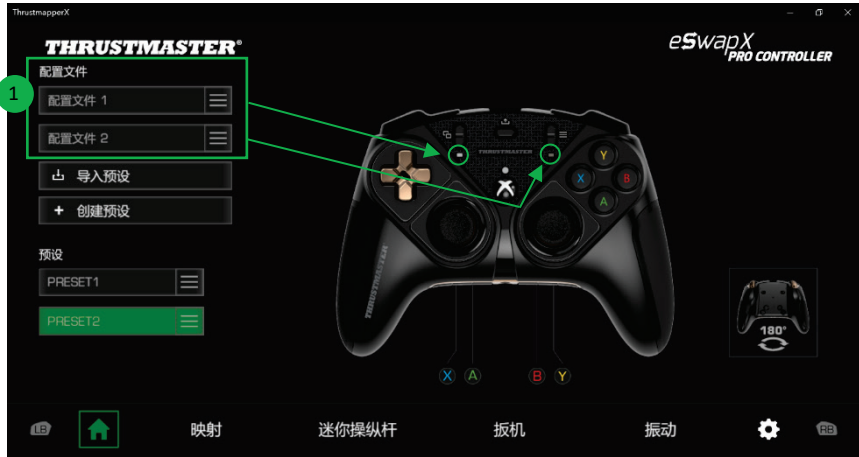 ThrustmapperX
THRUSTMASTER®
eSwapX
PRO CONTROLLER
配置文件
1
配置文件 1
配置文件 2
导入预设
创建预设
预设
PRESET1
PRESET2
THRUSTMASTER
Y
X
B
A
THRUSTMASTER
180°
X A B Y
LB 映射 迷你操纵杆 扳机 振动 RB